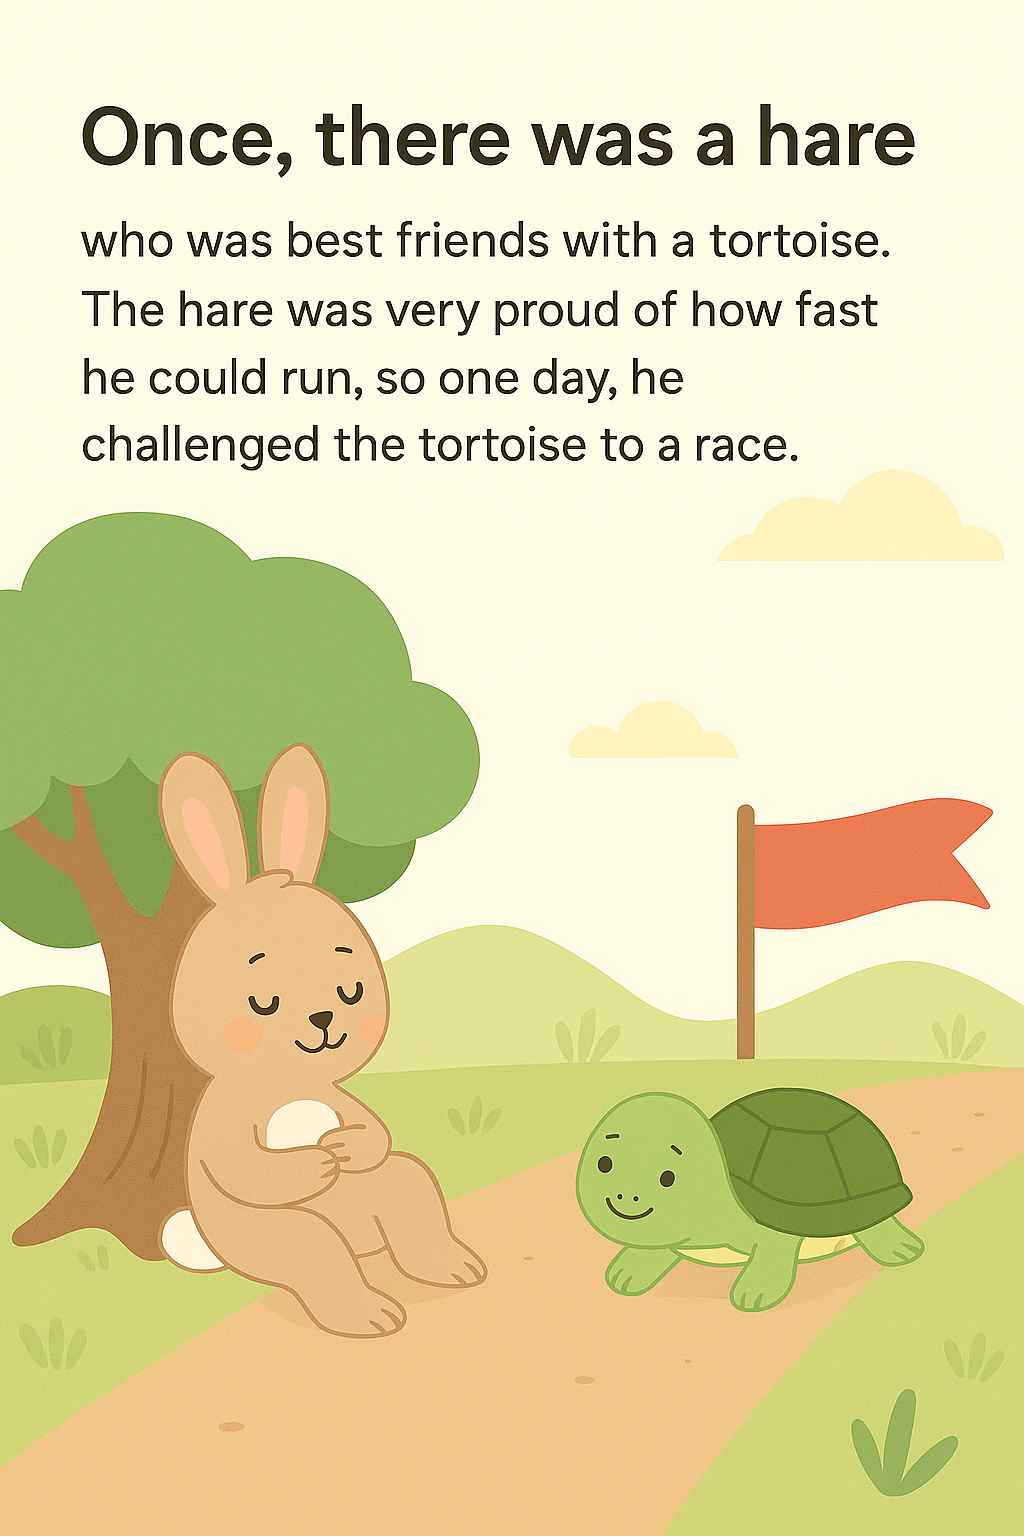 Once, there was a hare
who was best friends with a tortoise.
The hare was very proud of how fast
he could run, so one day, he
challenged the tortoise to a race.